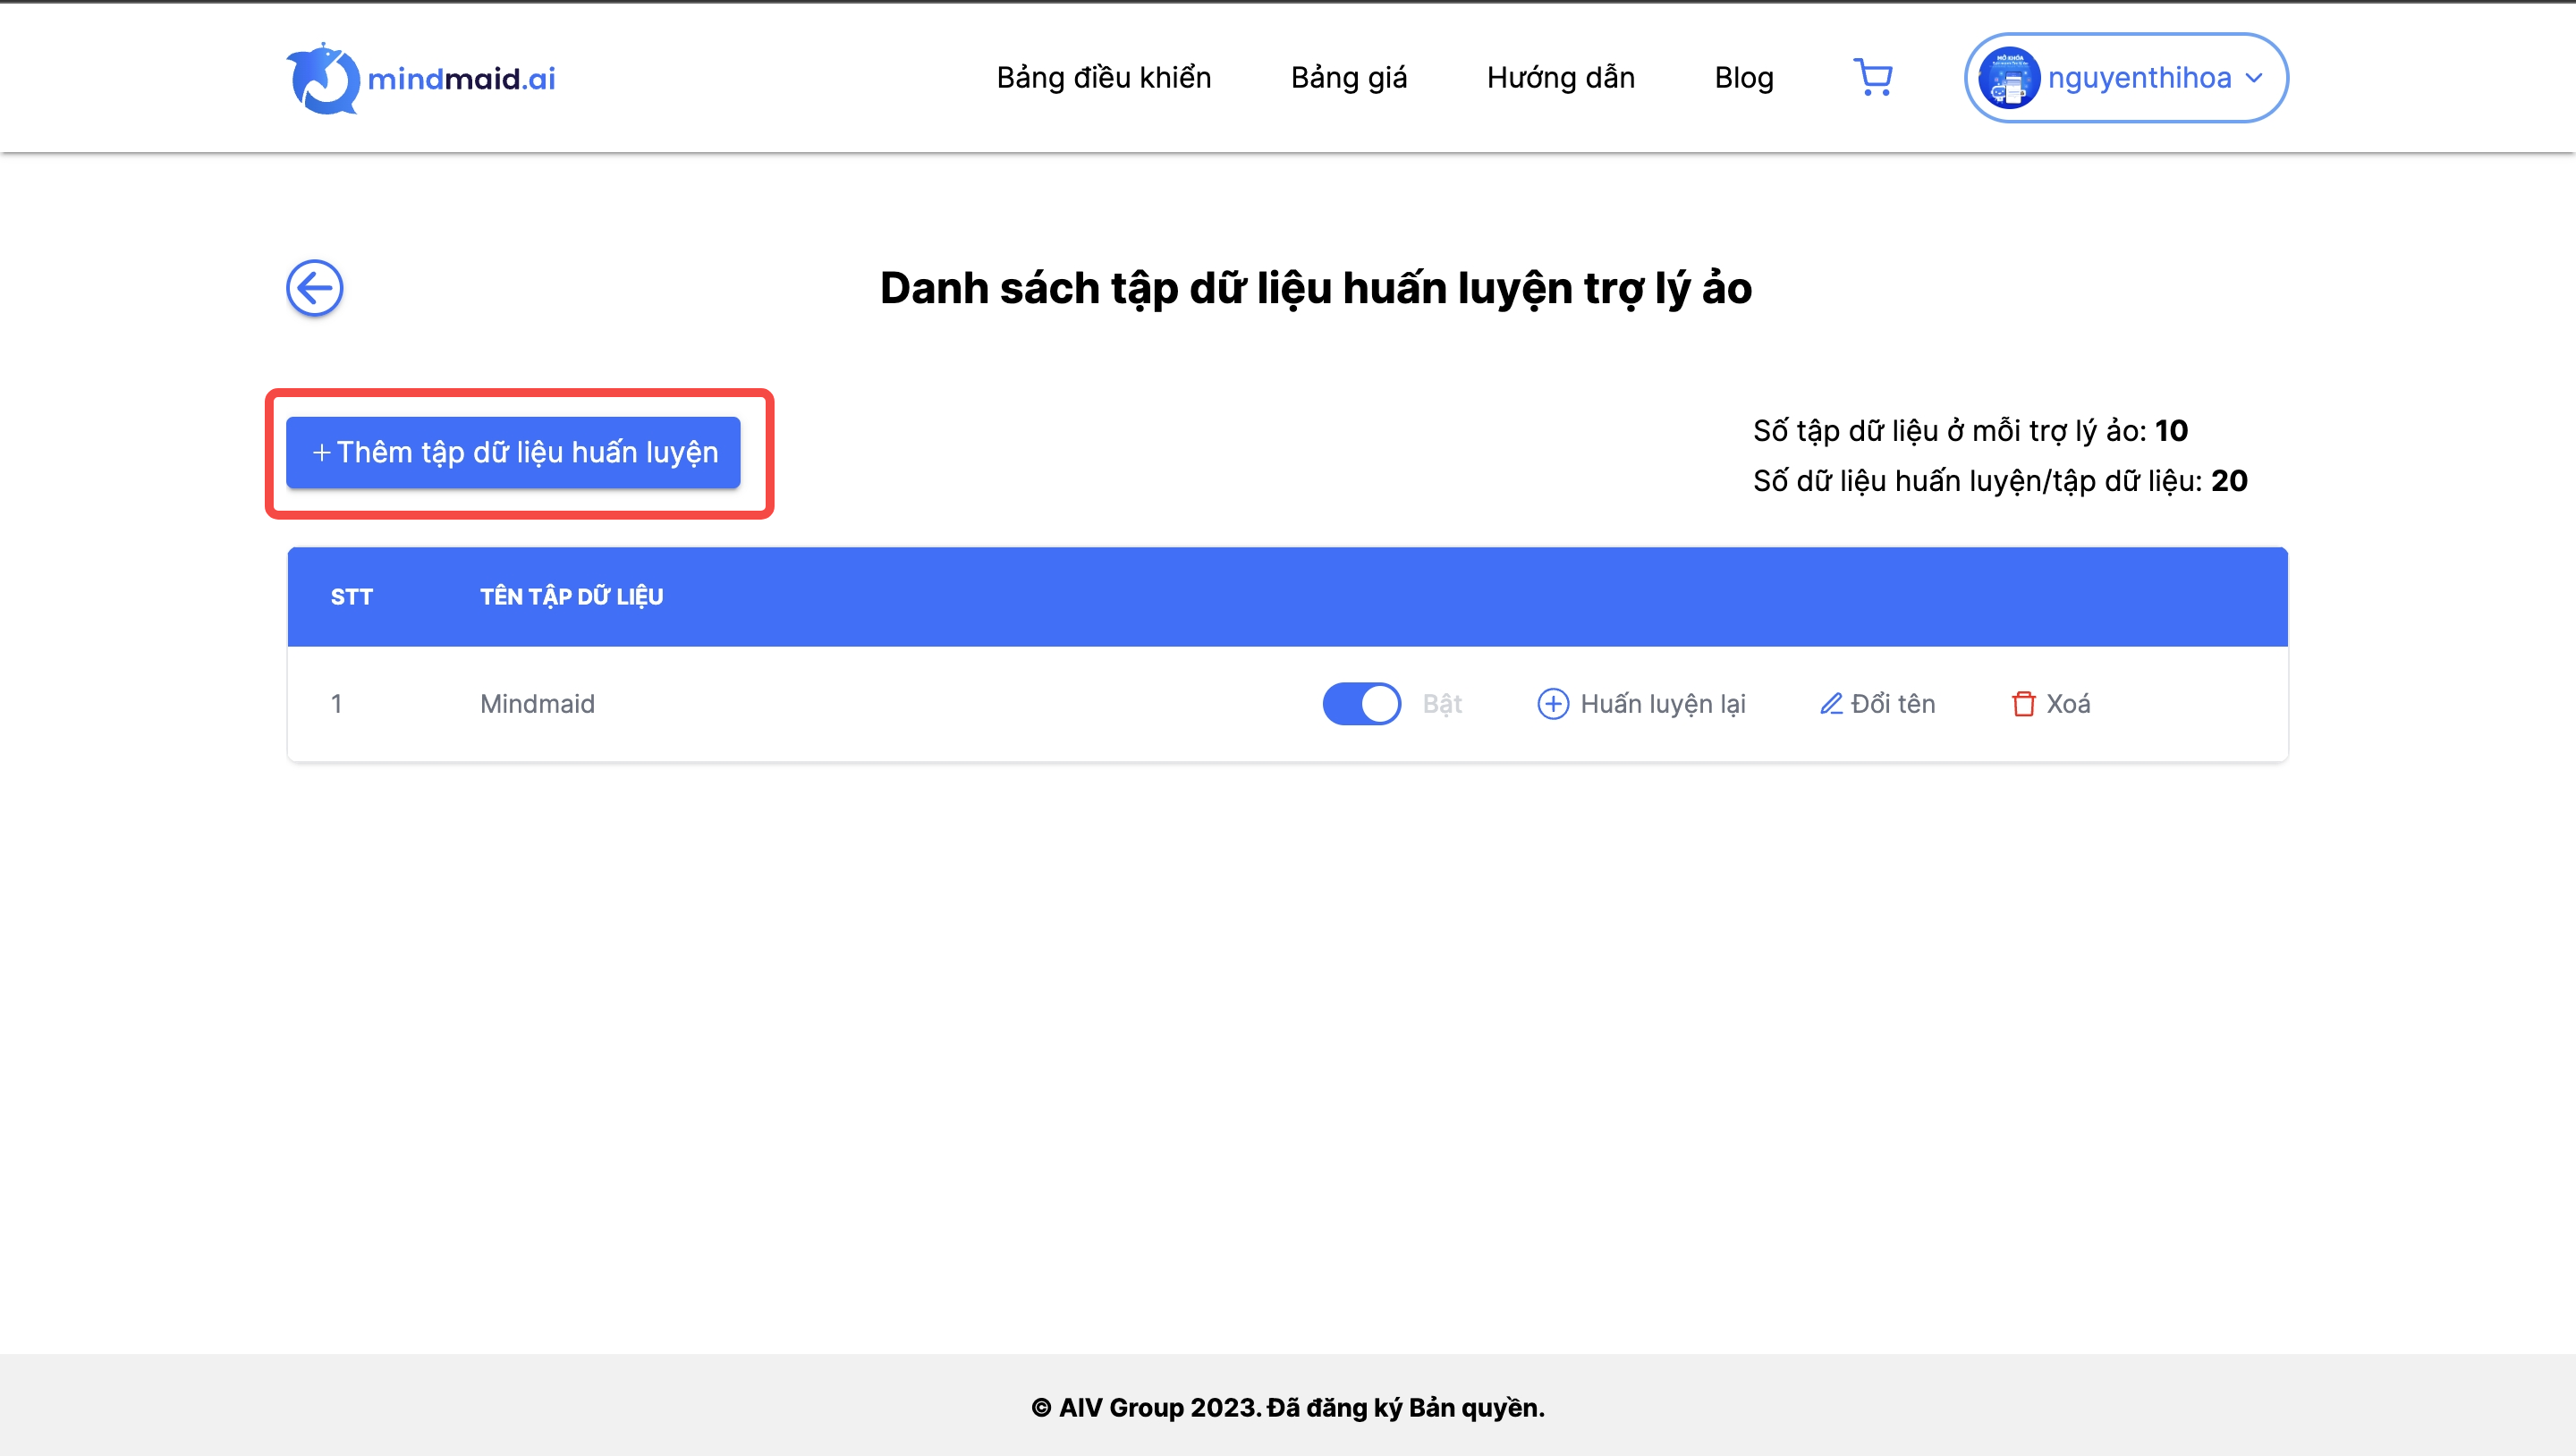 mindmaid.ai
Bảng điều khiển
Bảng giá
Hướng dẫn
Blog
MỞ KHÓA
nguyenthihoa
Danh sách tập dữ liệu huấn luyện trợ lý ảo
+ Thêm tập dữ liệu huấn luyện
Số tập dữ liệu ở mỗi trợ lý ảo: 10
Số dữ liệu huấn luyện/tập dữ liệu: 20
STT TÊN TẬP DỮ LIỆU
1 Mindmaid Bật Huấn luyện lại Đổi tên Xoá
© AIV Group 2023. Đã đăng ký Bản quyền.